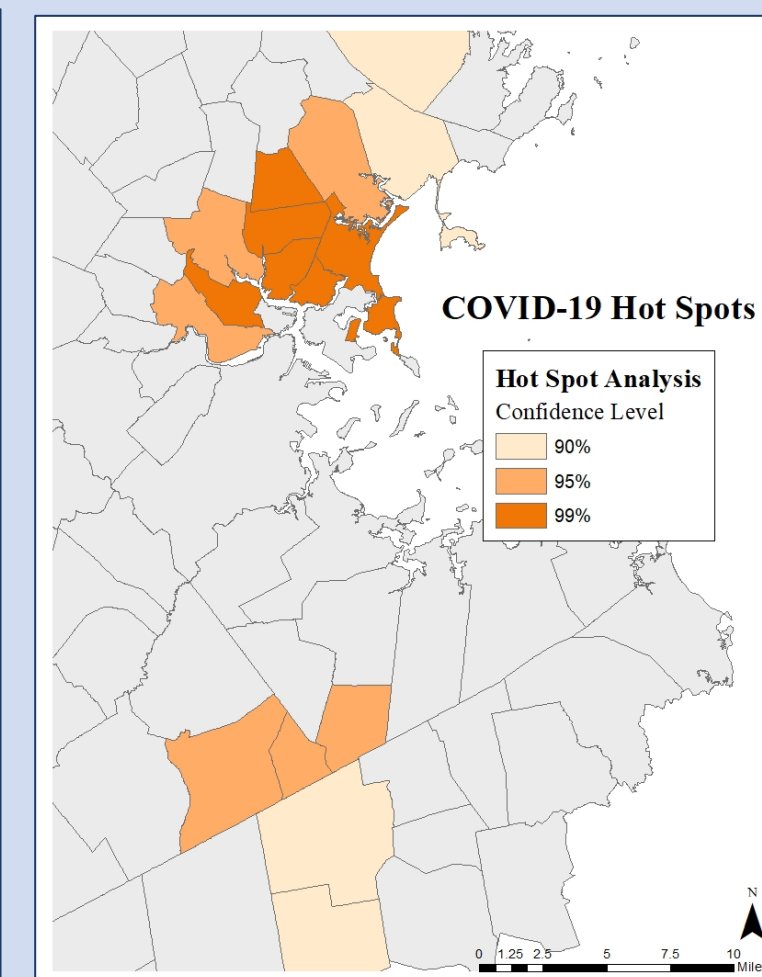 COVID-19 Hot Spots
Hot Spot Analysis
Confidence Level
90%
95%
99%
N
0 1.25 2.5 5 7.5 10
Mile